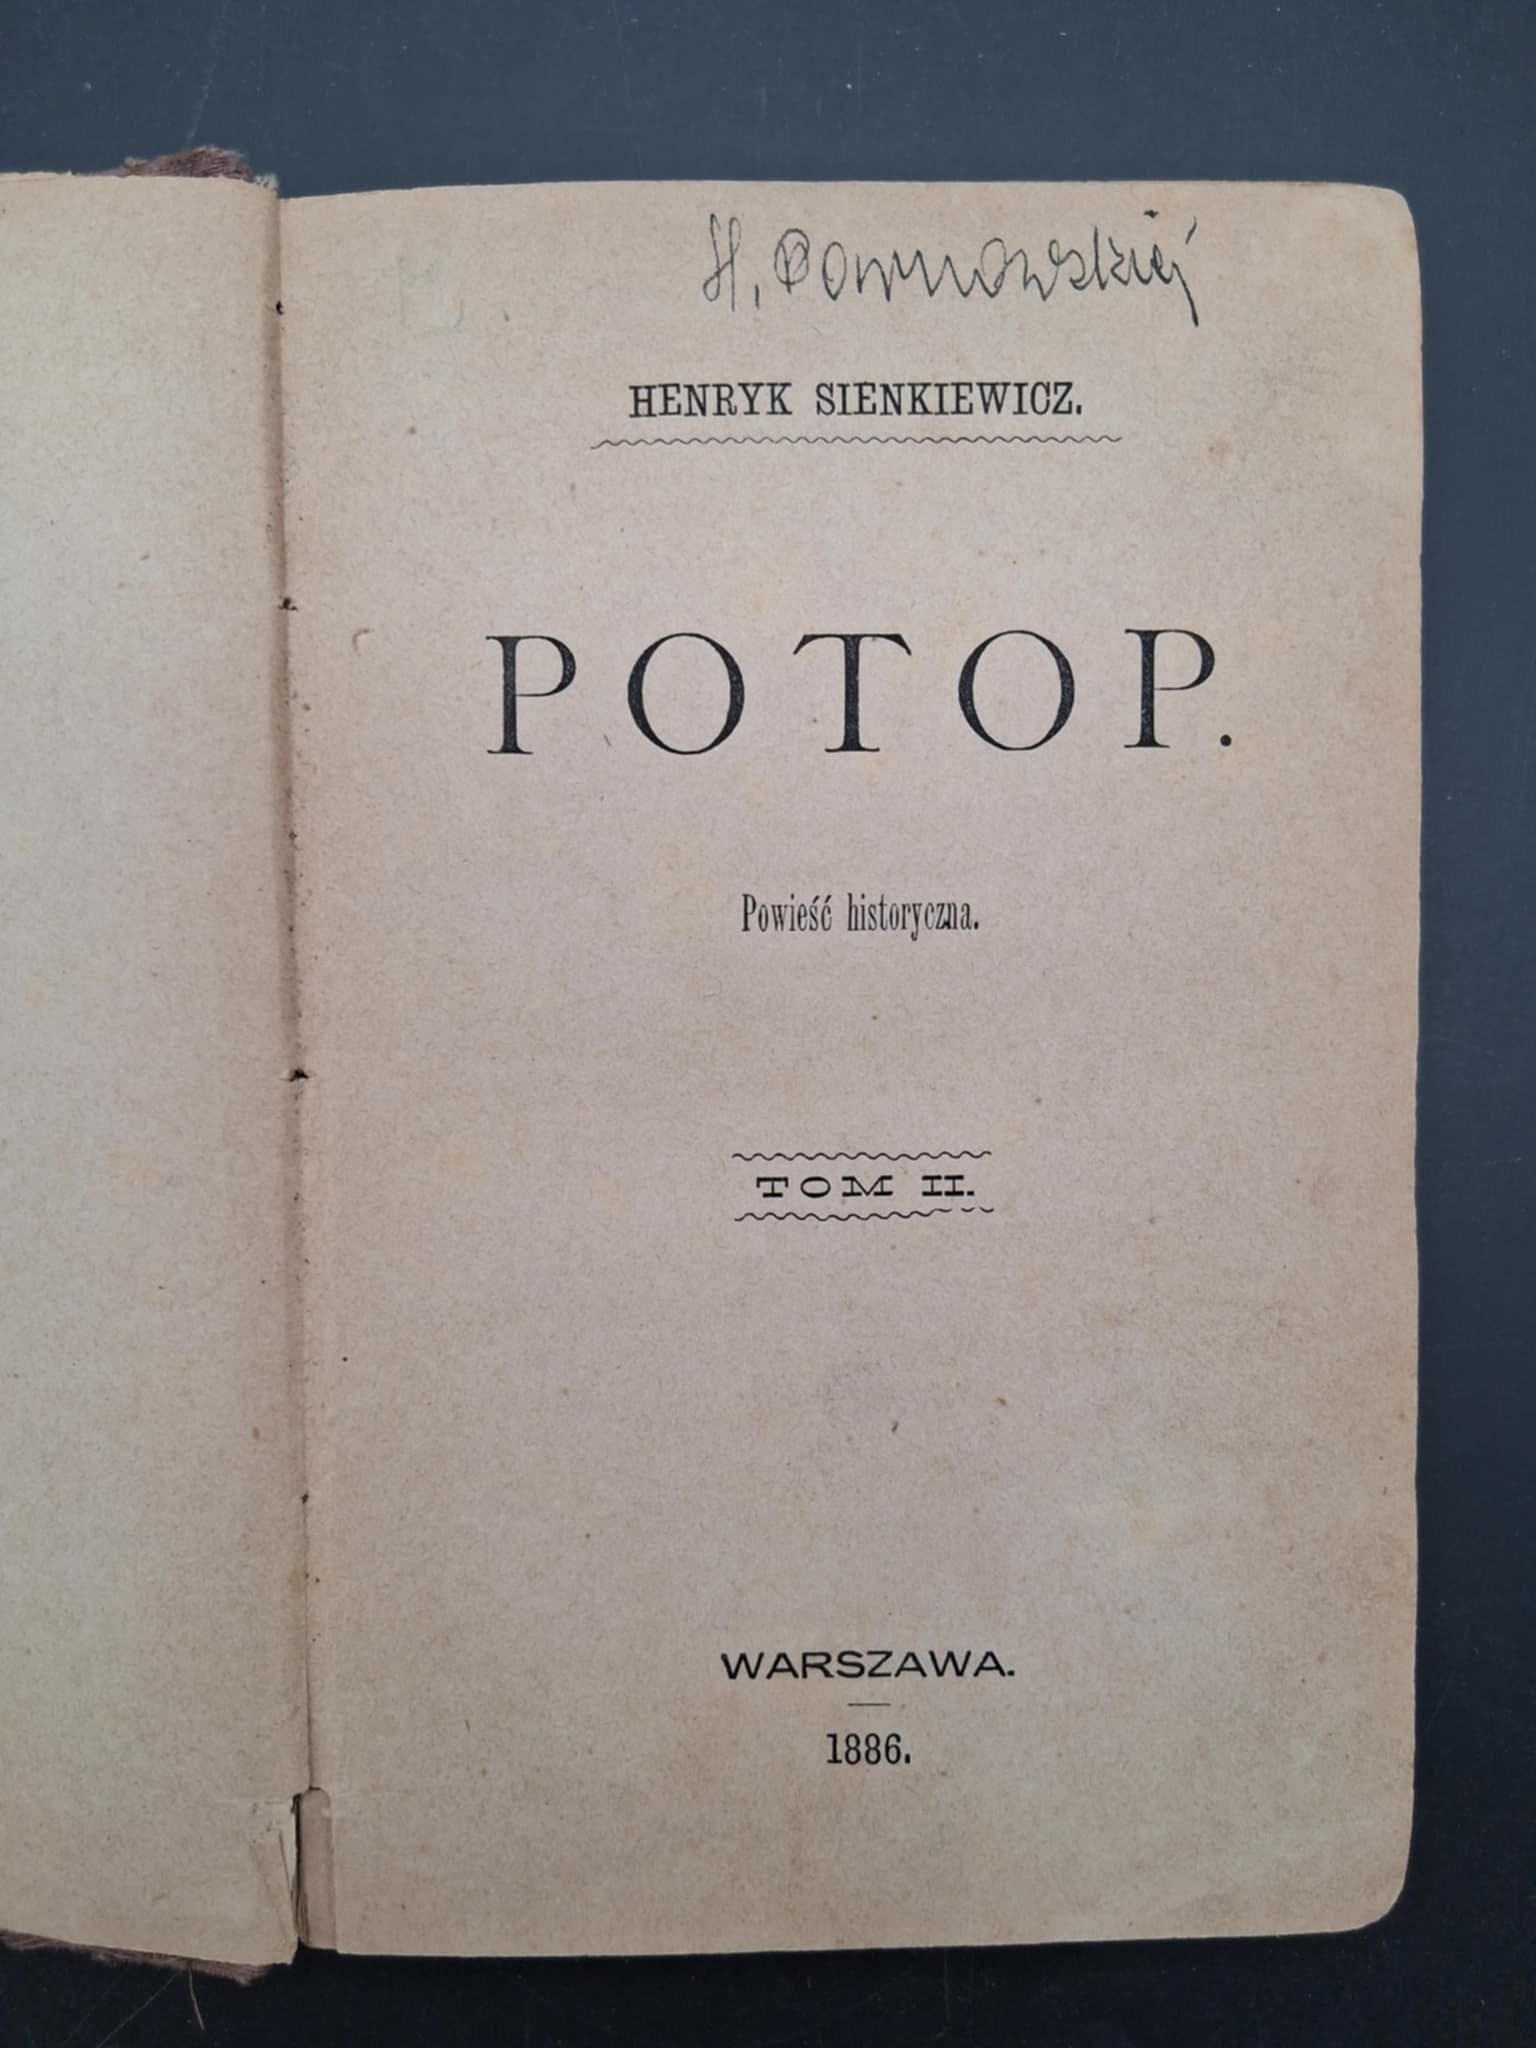 H.
HENRYK SIENKIEWICZ.
POTOP.
Powieść historyczna.
TOM II.
WARSZAWA.
1886.